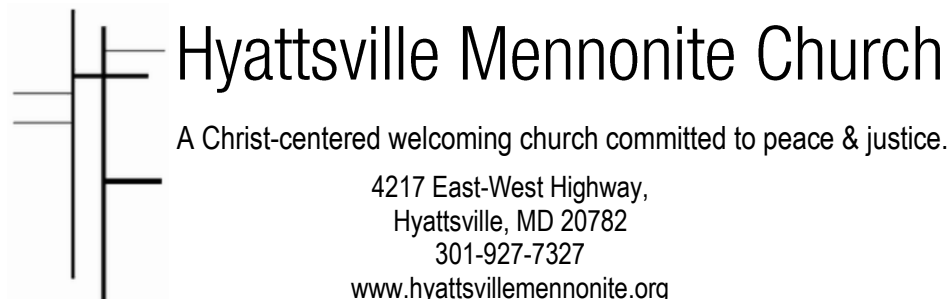 Hyattsville Mennonite Church
A Christ-centered welcoming church committed to peace & justice.
4217 East-West Highway,
Hyattsville, MD 20782
301-927-7327
www.hyattsvillemennonite.org